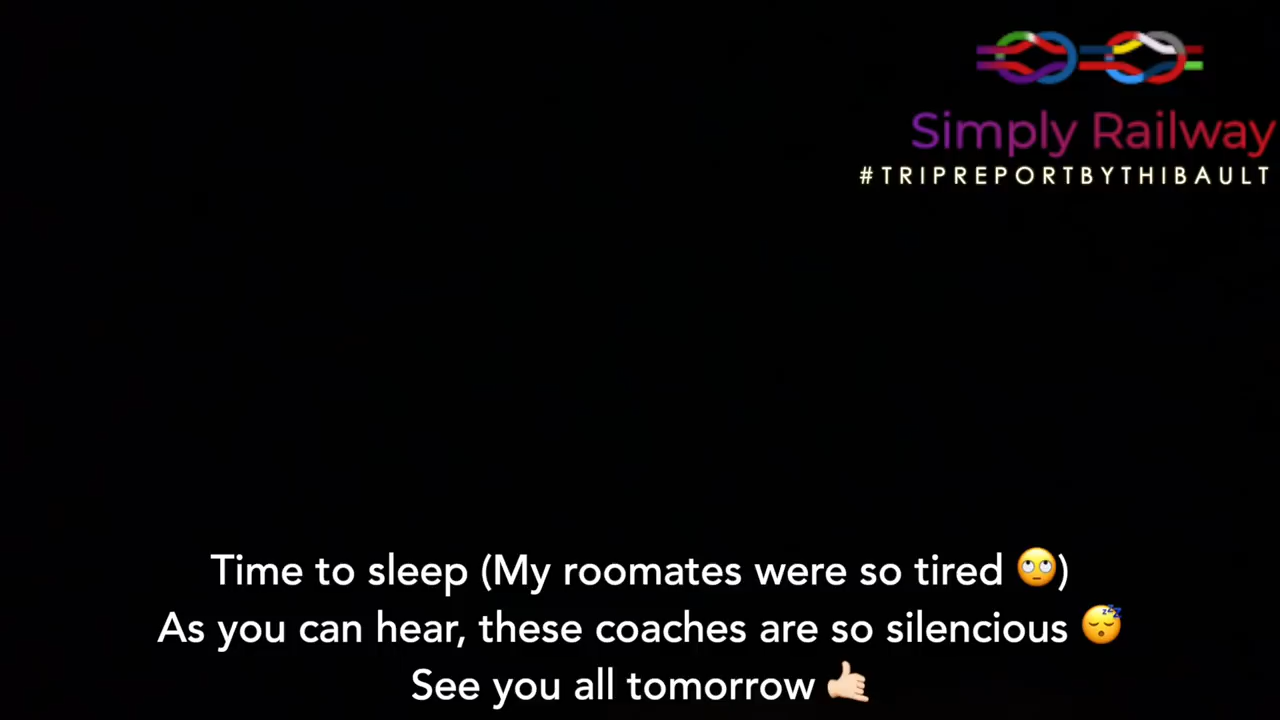 Simply Railway
#TRIPREPORTBYTHIBAULT
Time to sleep (My roomates were so tired 🙄)
As you can hear, these coaches are so silencious 😴
See you all tomorrow 🤙🏻